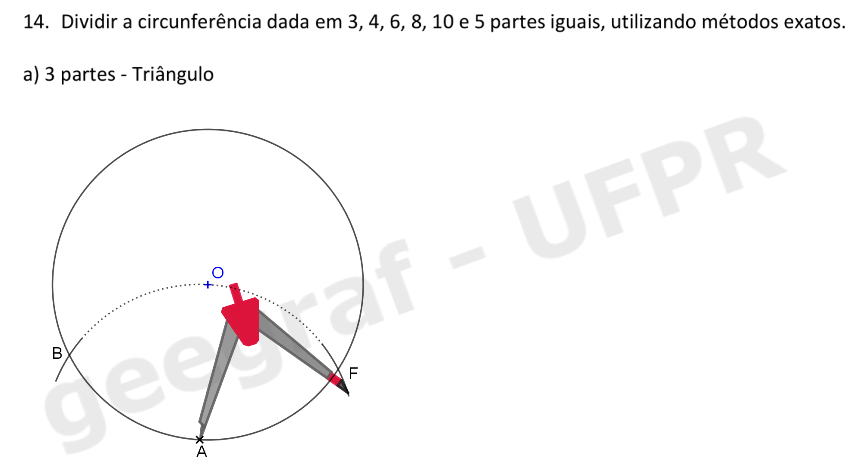 14. Dividir a circunferência dada em 3, 4, 6, 8, 10 e 5 partes iguais, utilizando métodos exatos.
a) 3 partes - Triângulo
geegraf - UFPR
O
B
F
A